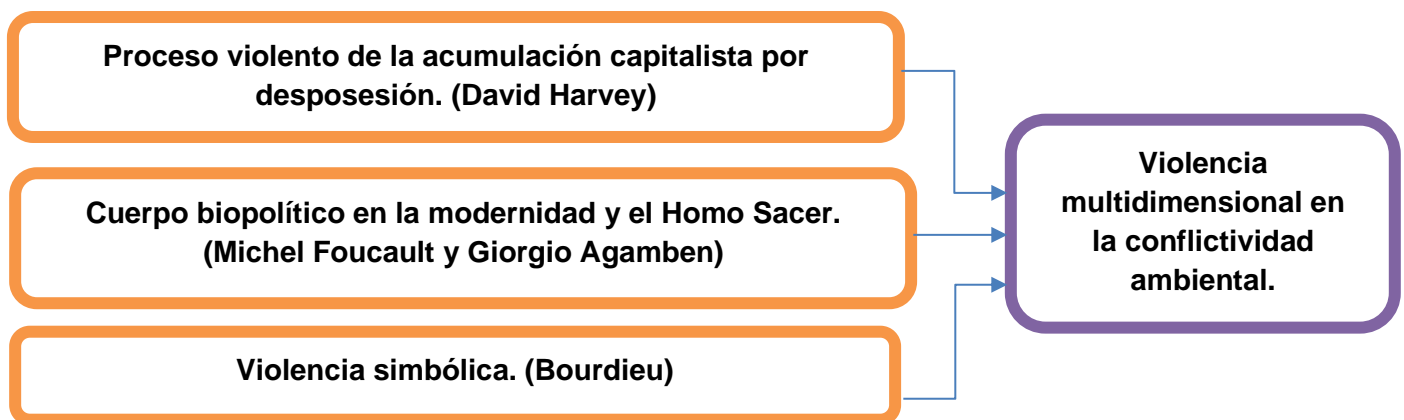 Proceso violento de la acumulación capitalista por
desposesión. (David Harvey)
Cuerpo biopolítico en la modernidad y el Homo Sacer.
(Michel Foucault y Giorgio Agamben)
Violencia simbólica. (Bourdieu)
Violencia
multidimensional en
la conflictividad
ambiental.